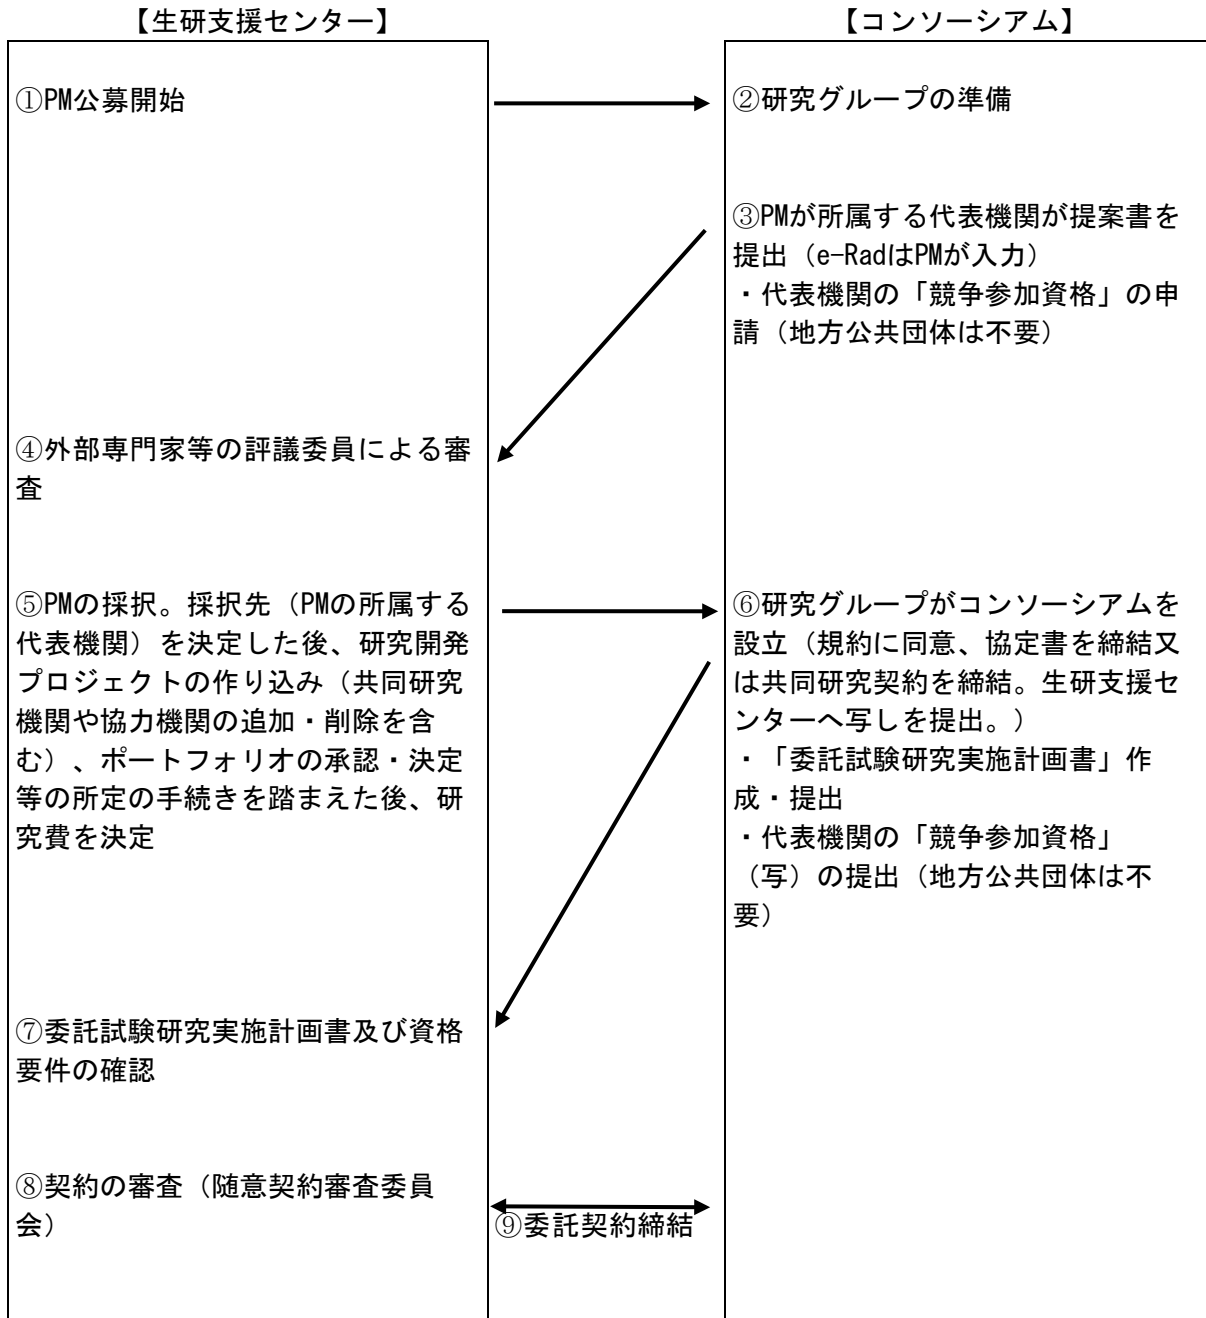 【生研支援センター】
【コンソーシアム】
①PM公募開始
②研究グループの準備
③PMが所属する代表機関が提案書を
提出（e-RadはPMが入力）
・代表機関の「競争参加資格」の申
請（地方公共団体は不要）
④外部専門家等の評議委員による審
査
⑤PMの採択。採択先（PMの所属する
代表機関）を決定した後、研究開発
プロジェクトの作り込み（共同研究
機関や協力機関の追加・削除を含
む）、ポートフォリオの承認・決定
等の所定の手続きを踏まえた後、研
究費を決定
⑥研究グループがコンソーシアムを
設立（規約に同意、協定書を締結又
は共同研究契約を締結。生研支援セ
ンターへ写しを提出。）
・「委託試験研究実施計画書」作
成・提出
・代表機関の「競争参加資格」
（写）の提出（地方公共団体は不
要）
⑦委託試験研究実施計画書及び資格
要件の確認
⑧契約の審査（随意契約審査委員
会）
⑨委託契約締結